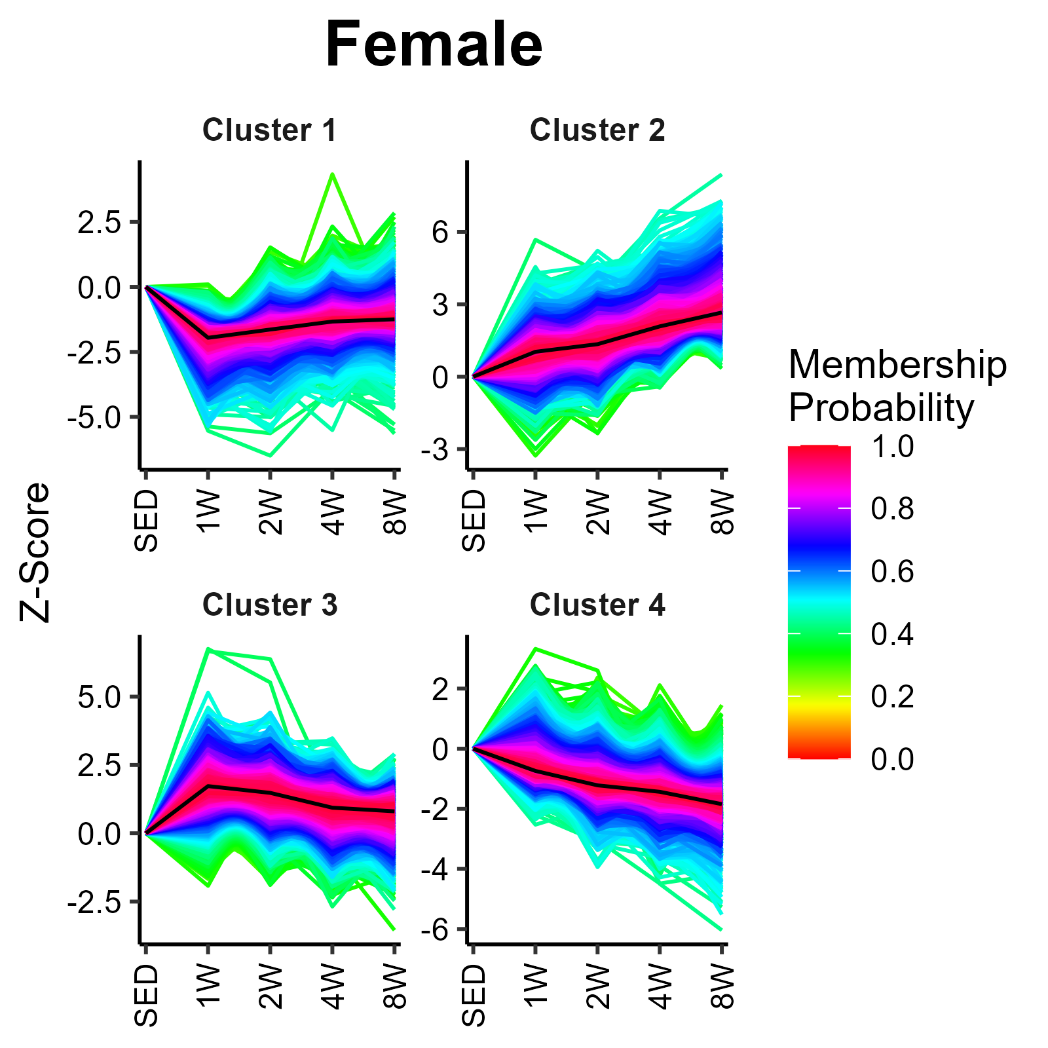 Female
Cluster 1
Cluster 2
2.5
0.0
-2.5
-5.0
6
3
0
-3
SED
1W
2W
4W
8W
SED
1W
2W
4W
8W
Z-Score
Cluster 3
Cluster 4
5.0
2.5
0.0
-2.5
2
0
-2
-4
-6
SED
1W
2W
4W
8W
SED
1W
2W
4W
8W
Membership
Probability
1.0
0.8
0.6
0.4
0.2
0.0